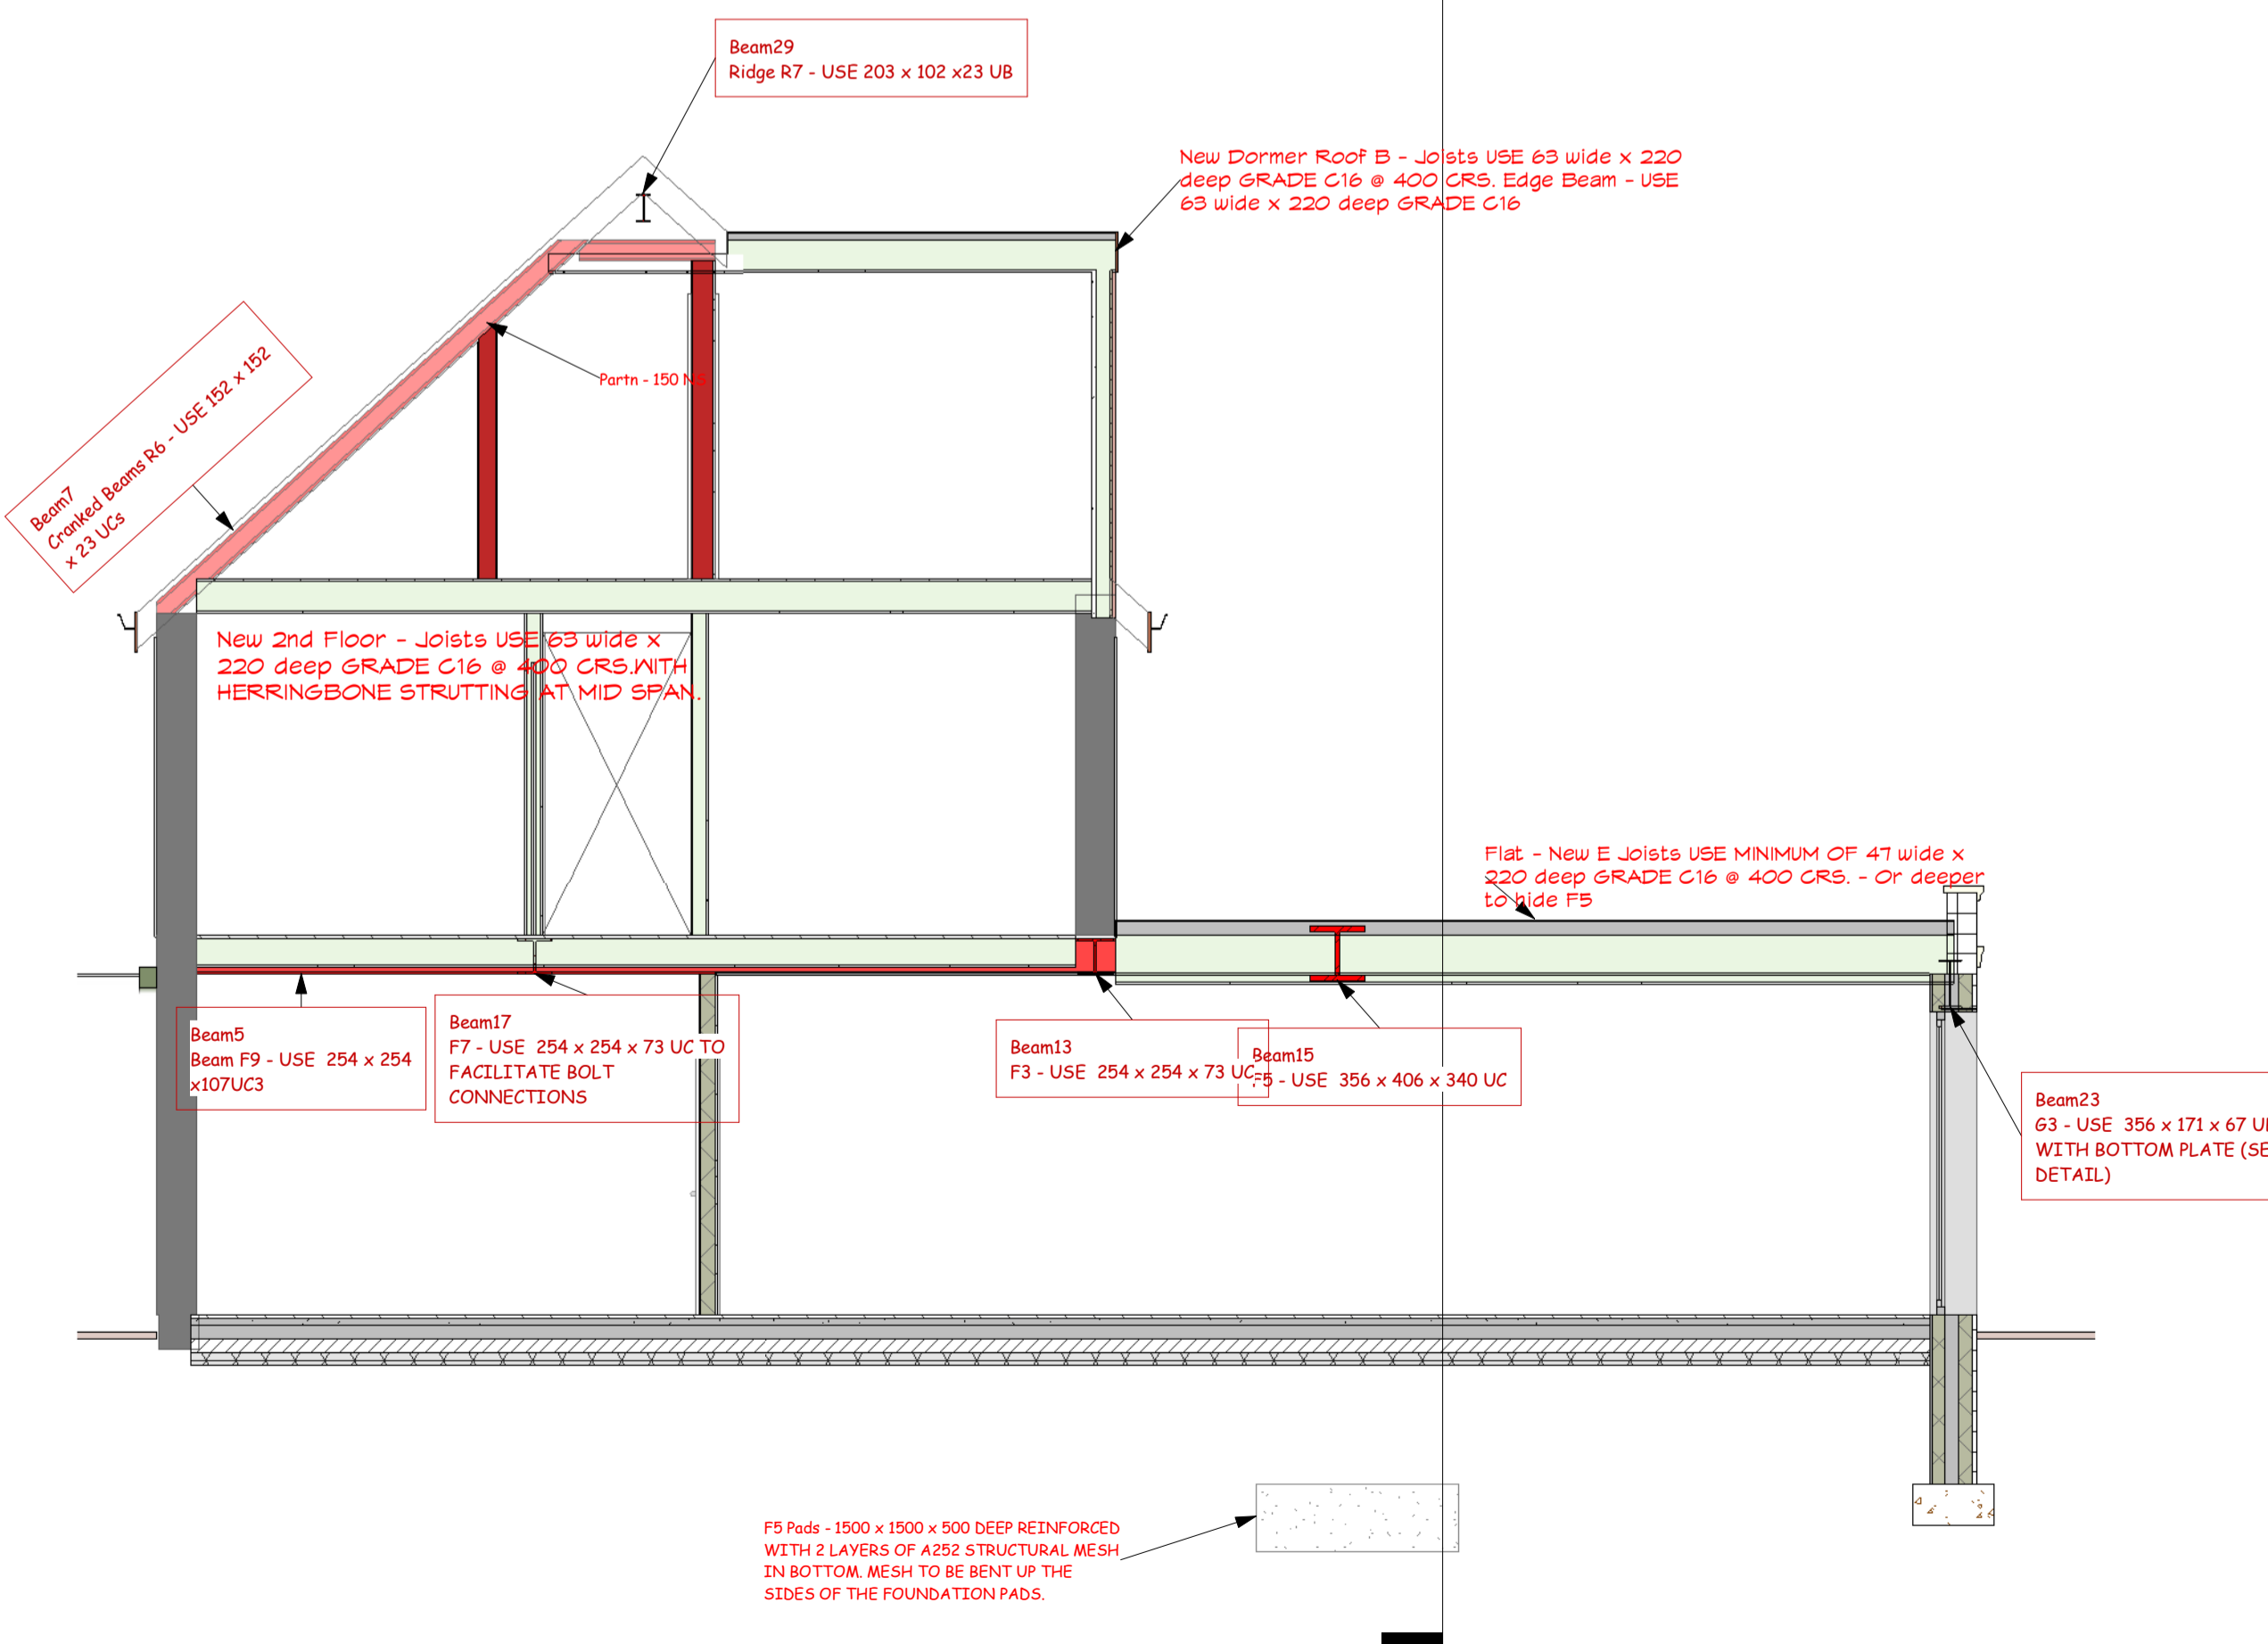 Beam29
Ridge R7 - USE 203 x 102 x23 UB
New Dormer Roof B - Joists USE 63 wide x 220
deep GRADE C16 @ 400 CRS. Edge Beam - USE
63 wide x 220 deep GRADE C16
Partn - 150
Beam7
Cranked Beams R6 - USE 152 x 152
x 23 UCs
New 2nd Floor - Joists USE 63 wide x
220 deep GRADE C16 @ 400 CRS.WITH
HERRINGBONE STRUTTING AT MID SPAN.
Flat - New E Joists USE MINIMUM OF 47 wide x
220 deep GRADE C16 @ 400 CRS. - Or deeper
to hide F5
Beam5
Beam F9 - USE 254 x 254
x107UC3
Beam17
F7 - USE 254 x 254 x 73 UC TO
FACILITATE BOLT
CONNECTIONS
Beam13
F3 - USE 254 x 254 x 73 UC
Beam15
F5 - USE 356 x 406 x 340 UC
Beam23
G3 - USE 356 x 171 x 67
WITH BOTTOM PLATE
DETAIL)
F5 Pads - 1500 x 1500 x 500 DEEP REINFORCED
WITH 2 LAYERS OF A252 STRUCTURAL MESH
IN BOTTOM. MESH TO BE BENT UP THE
SIDES OF THE FOUNDATION PADS.